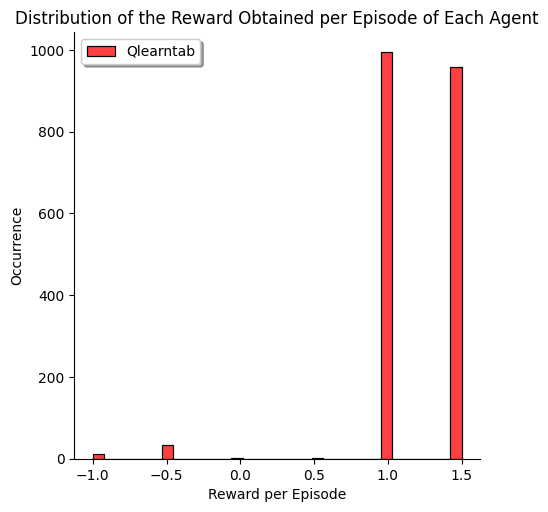 Distribution of the Reward Obtained per Episode of Each Agent
Qlearntab
1000
800
600
400
200
0
Occurrence
−1.0 −0.5 0.0 0.5 1.0 1.5
Reward per Episode